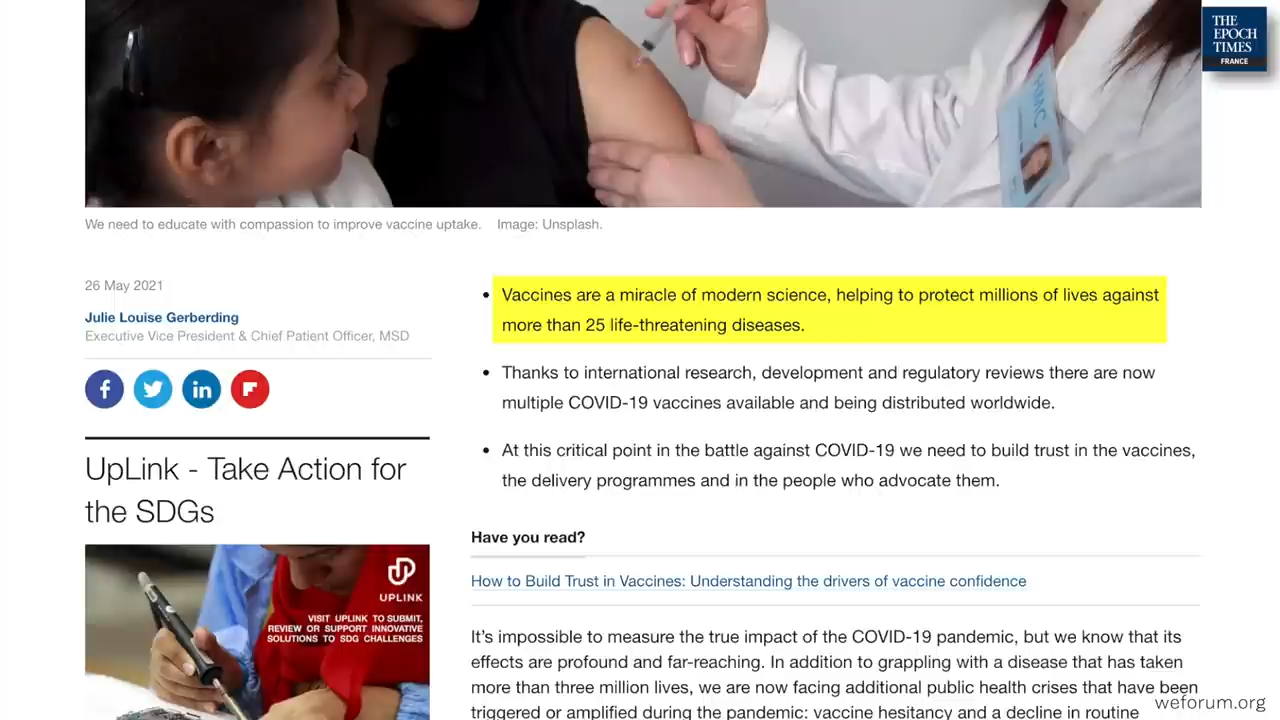 THE
EPOCH
TIMES
FRANCE
HMC
We need to educate with compassion to improve vaccine uptake. Image: Unsplash.
26 May 2021
Julie Louise Gerberding
Executive Vice President & Chief Patient Officer, MSD
UpLink - Take Action for
the SDGs
UPLINK
VISIT UPLINK TO SUBMIT,
REVIEW OR SUPPORT INNOVATIVE
SOLUTIONS TO SDG CHALLENGES
• Vaccines are a miracle of modern science, helping to protect millions of lives against
more than 25 life-threatening diseases.
• Thanks to international research, development and regulatory reviews there are now
multiple COVID-19 vaccines available and being distributed worldwide.
• At this critical point in the battle against COVID-19 we need to build trust in the vaccines,
the delivery programmes and in the people who advocate them.
Have you read?
How to Build Trust in Vaccines: Understanding the drivers of vaccine confidence
It’s impossible to measure the true impact of the COVID-19 pandemic, but we know that its
effects are profound and far-reaching. In addition to grappling with a disease that has taken
more than three million lives, we are now facing additional public health crises that have been
triggered or amplified during the pandemic: vaccine hesitancy and a decline in routine
weforum.org